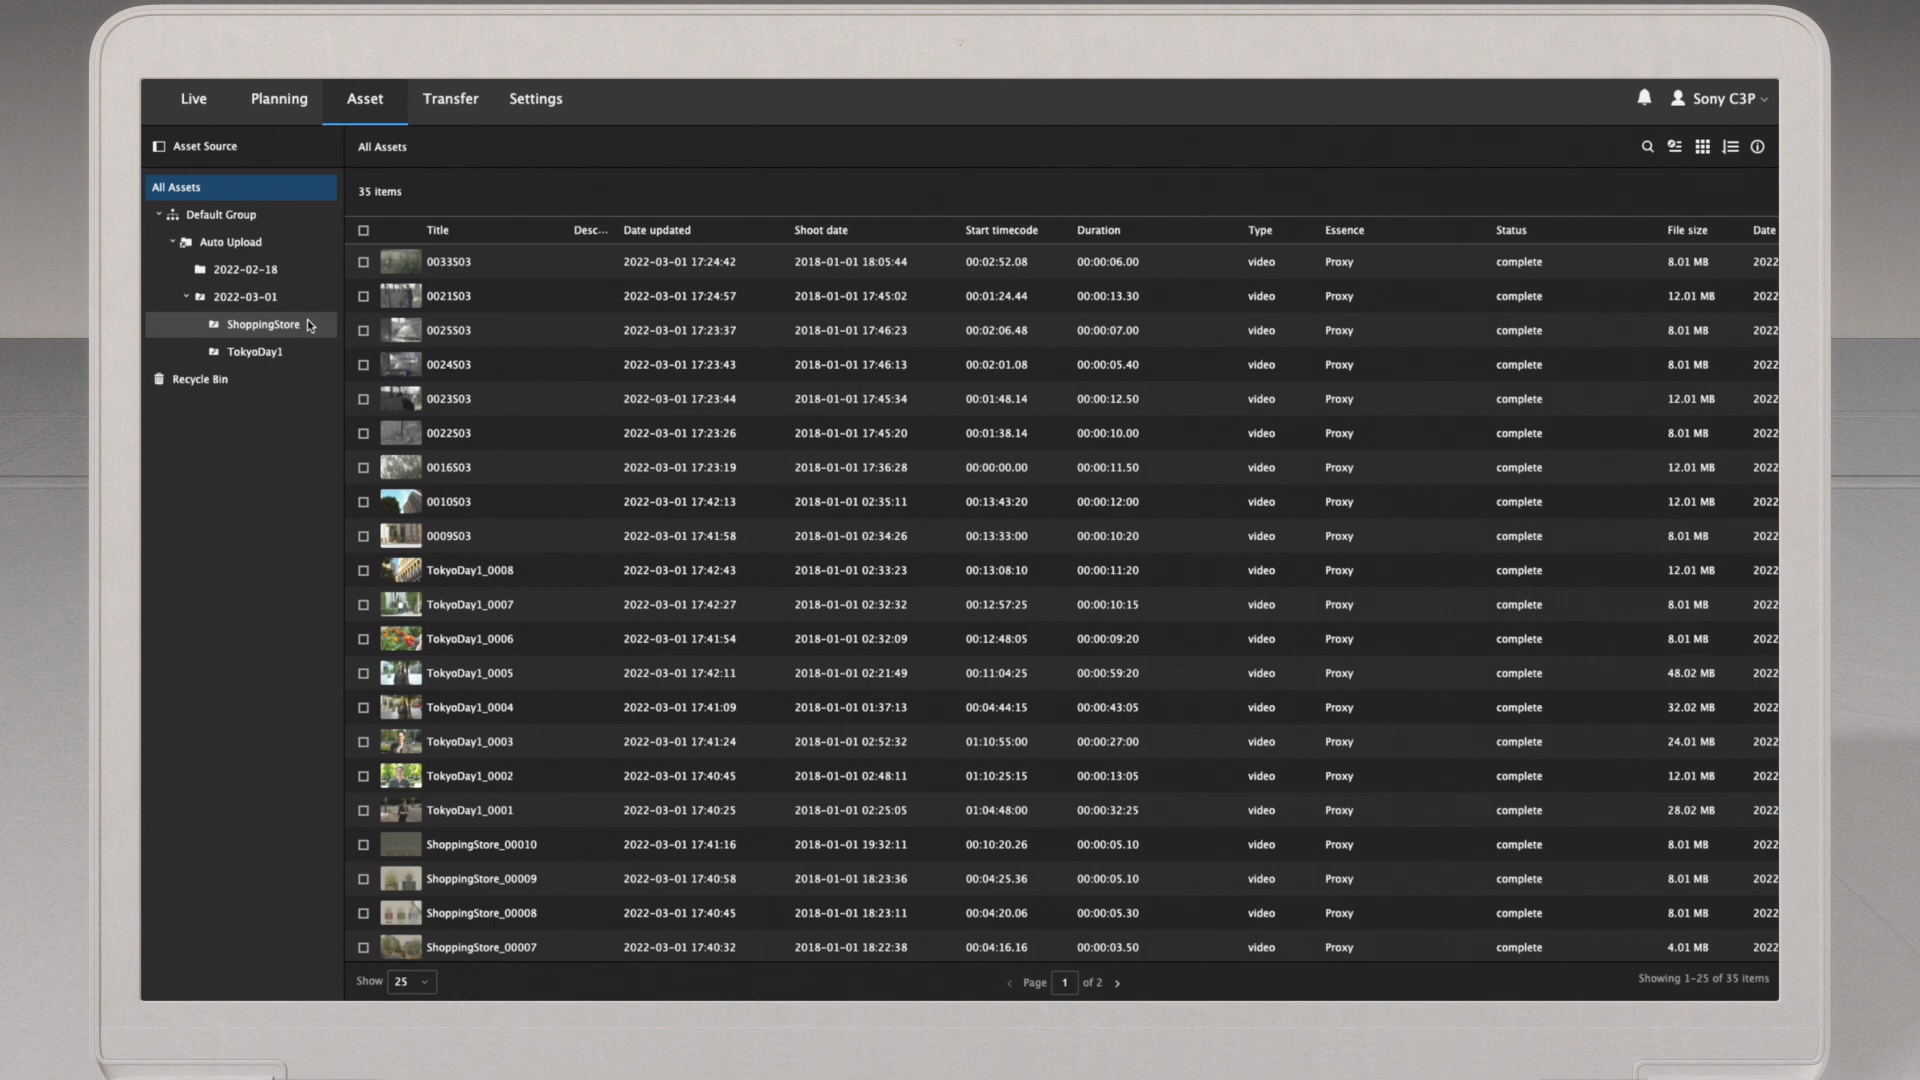 Live Planning Asset Transfer Settings Sony C3P
Asset Source All Assets
All Assets
Default Group
Auto Upload
2022-02-18
2022-03-01
ShoppingStore
TokyoDay1
Recycle Bin
35 items
Title Desc... Date updated Shoot date Start timecode Duration Type Essence Status File size Date
0033S03 2022-03-01 17:24:42 2018-01-01 18:05:44 00:02:52.08 00:00:06.00 video Proxy complete 8.01 MB 2022
0021S03 2022-03-01 17:24:57 2018-01-01 17:45:02 00:01:24.44 00:00:13.30 video Proxy complete 12.01 MB 2022
0025S03 2022-03-01 17:23:37 2018-01-01 17:46:23 00:02:06.48 00:00:07.00 video Proxy complete 8.01 MB 2022
0024S03 2022-03-01 17:23:43 2018-01-01 17:46:13 00:02:01.08 00:00:05.40 video Proxy complete 8.01 MB 2022
0023S03 2022-03-01 17:23:44 2018-01-01 17:45:34 00:01:48.14 00:00:12.50 video Proxy complete 12.01 MB 2022
0022S03 2022-03-01 17:23:26 2018-01-01 17:45:20 00:01:38.14 00:00:10.00 video Proxy complete 8.01 MB 2022
0016S03 2022-03-01 17:23:19 2018-01-01 17:36:28 00:00:00.00 00:00:11.50 video Proxy complete 12.01 MB 2022
0010S03 2022-03-01 17:42:13 2018-01-01 02:35:11 00:13:43:20 00:00:12:00 video Proxy complete 12.01 MB 2022
0009S03 2022-03-01 17:41:58 2018-01-01 02:34:26 00:13:33:00 00:00:10:20 video Proxy complete 8.01 MB 2022
TokyoDay1_0008 2022-03-01 17:42:43 2018-01-01 02:33:23 00:13:08:10 00:00:11:20 video Proxy complete 12.01 MB 2022
TokyoDay1_0007 2022-03-01 17:42:27 2018-01-01 02:32:32 00:12:57:25 00:00:10:15 video Proxy complete 8.01 MB 2022
TokyoDay1_0006 2022-03-01 17:41:54 2018-01-01 02:32:09 00:12:48:05 00:00:09:20 video Proxy complete 8.01 MB 2022
TokyoDay1_0005 2022-03-01 17:42:11 2018-01-01 02:21:49 00:11:04:25 00:00:59:20 video Proxy complete 48.02 MB 2022
TokyoDay1_0004 2022-03-01 17:41:09 2018-01-01 01:37:13 00:04:44:15 00:00:43:05 video Proxy complete 32.02 MB 2022
TokyoDay1_0003 2022-03-01 17:41:24 2018-01-01 02:52:32 01:10:55:00 00:00:27:00 video Proxy complete 24.01 MB 2022
TokyoDay1_0002 2022-03-01 17:40:45 2018-01-01 02:48:11 01:10:25:15 00:00:13:05 video Proxy complete 12.01 MB 2022
TokyoDay1_0001 2022-03-01 17:40:25 2018-01-01 02:25:05 01:04:48:00 00:00:32:25 video Proxy complete 28.02 MB 2022
ShoppingStore_00010 2022-03-01 17:41:16 2018-01-01 19:32:11 00:10:20.26 00:00:05.10 video Proxy complete 8.01 MB 2022
ShoppingStore_00009 2022-03-01 17:40:58 2018-01-01 18:23:36 00:04:25.36 00:00:05.10 video Proxy complete 8.01 MB 2022
ShoppingStore_00008 2022-03-01 17:40:45 2018-01-01 18:23:11 00:04:20.06 00:00:05.30 video Proxy complete 8.01 MB 2022
ShoppingStore_00007 2022-03-01 17:40:32 2018-01-01 18:22:38 00:04:16.16 00:00:03.50 video Proxy complete 4.01 MB 2022
Show 25 Page 1 of 2 Showing 1-25 of 35 items